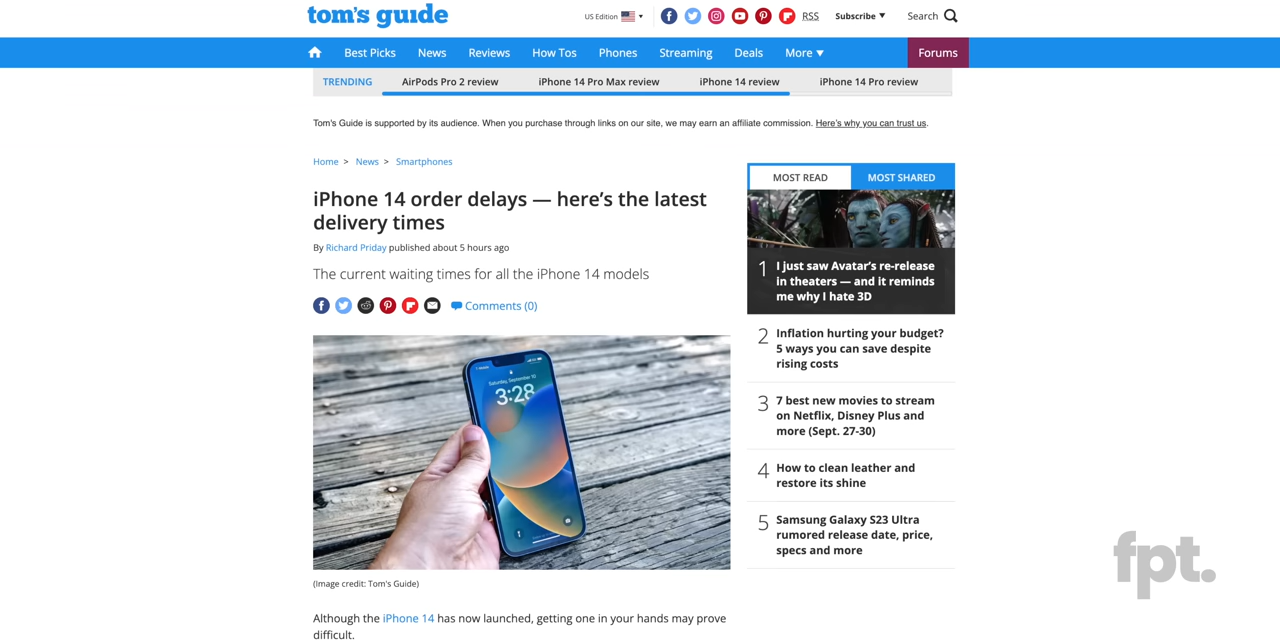 tom's guide
US Edition
RSS
Subscribe
Search
Best Picks
News
Reviews
How Tos
Phones
Streaming
Deals
More
Forums
TRENDING
AirPods Pro 2 review
iPhone 14 Pro Max review
iPhone 14 review
iPhone 14 Pro review
Tom's Guide is supported by its audience. When you purchase through links on our site, we may earn an affiliate commission. Here's why you can trust us.
Home > News > Smartphones
iPhone 14 order delays — here's the latest
delivery times
By Richard Priday published about 5 hours ago
The current waiting times for all the iPhone 14 models
Comments (0)
Saturday, September 10
3:28
(Image credit: Tom's Guide)
Although the iPhone 14 has now launched, getting one in your hands may prove
difficult.
MOST READ
MOST SHARED
1 I just saw Avatar's re-release
in theaters — and it reminds
me why I hate 3D
2 Inflation hurting your budget?
5 ways you can save despite
rising costs
3 7 best new movies to stream
on Netflix, Disney Plus and
more (Sept. 27-30)
4 How to clean leather and
restore its shine
5 Samsung Galaxy S23 Ultra
rumored release date, price,
specs and more
fpt.